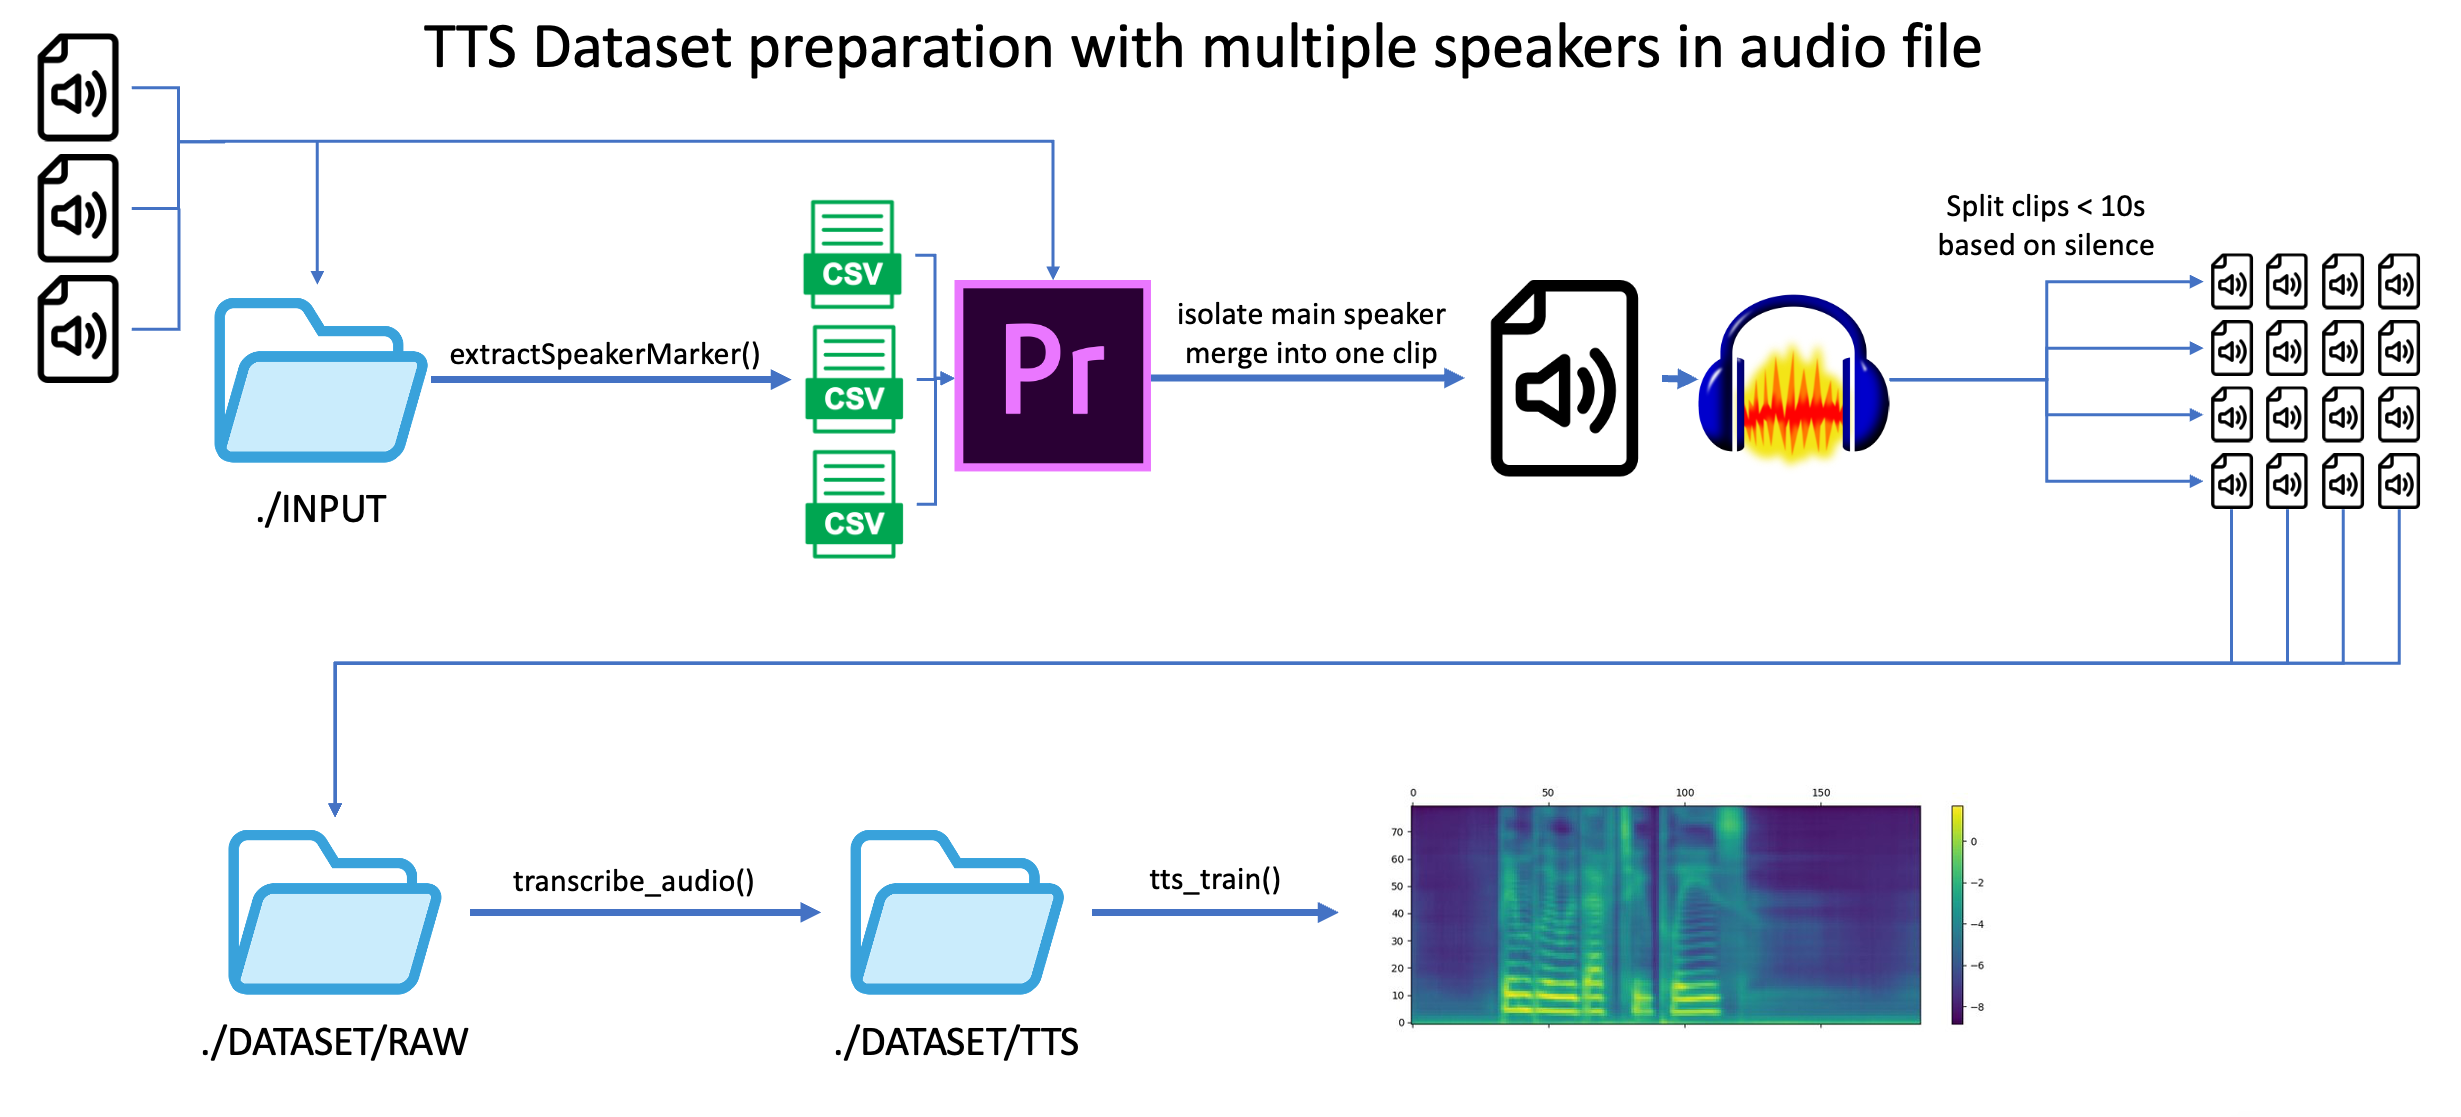 TTS Dataset preparation with multiple speakers in audio file
Split clips < 10s
based on silence
CSV
isolate main speaker
merge into one clip
extractSpeakerMarker()
CSV
Pr
CSV
./INPUT
0 50 100 150
70
60
50
40
30
20
10
0
0
−2
−4
−6
−8
transcribe_audio()
tts_train()
./DATASET/RAW
./DATASET/TTS